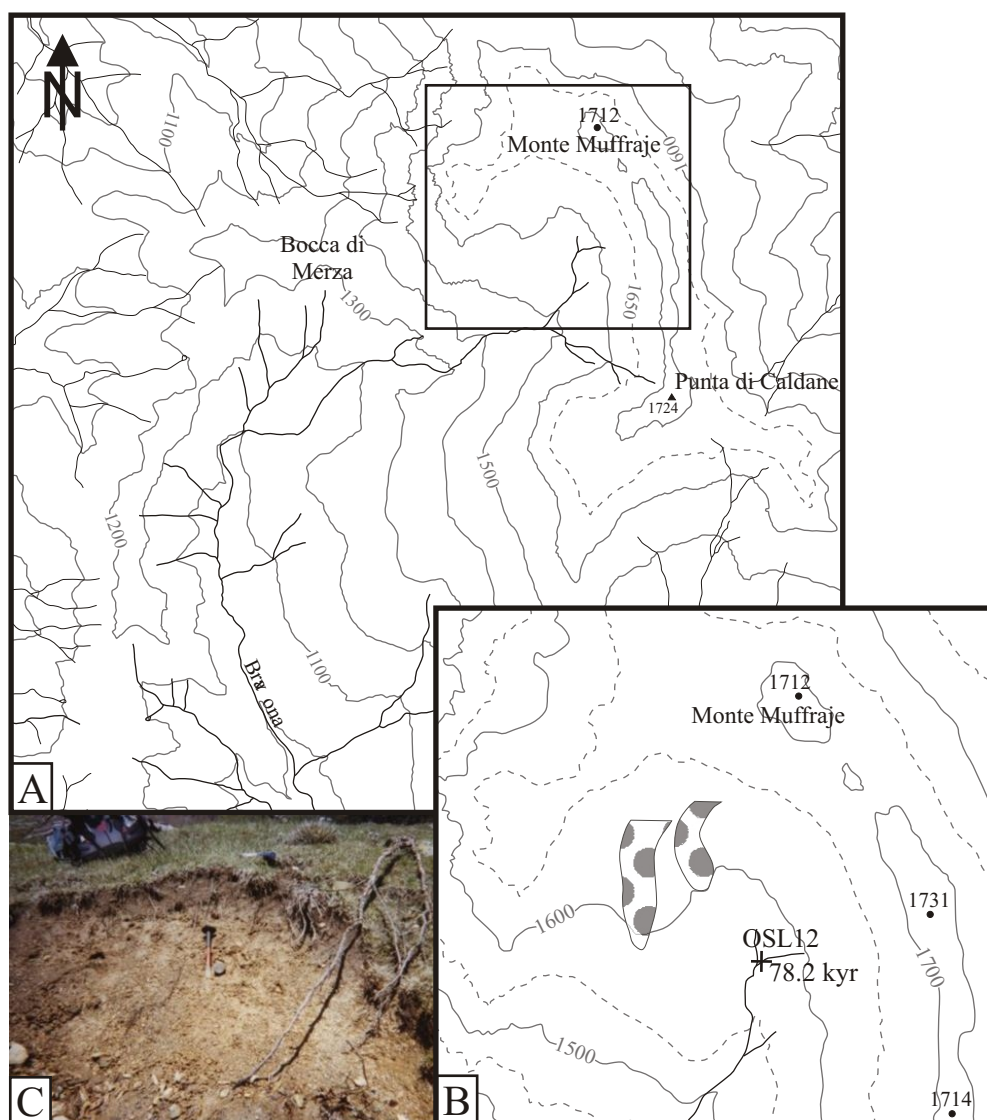 N
1100
1712
Monte Muffraje
1600
Bocca di
Merza
1300
1650
Punta di Caldane
1724
1500
1200
1100
A
1712
Monte Muffraje
1731
1600
OSL12
78.2 kyr
1700
1500
1714
C
B